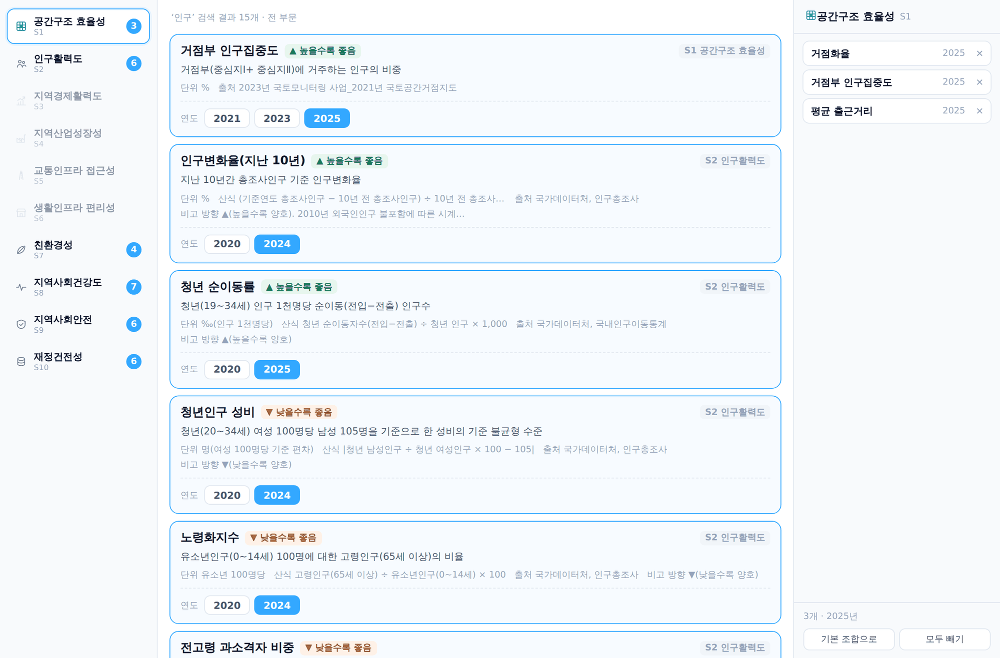 공간구조 효율성
S1
3
인구활력도
S2
6
지역경제활력도
S3
지역산업성장성
S4
교통인프라 접근성
S5
생활인프라 편리성
S6
친환경성
S7
4
지역사회건강도
S8
7
지역사회안전
S9
6
재정건전성
S10
6
‘인구’ 검색 결과 15개 · 전 부문
거점부 인구집중도 ▲ 높을수록 좋음 S1 공간구조 효율성
거점부(중심지Ⅰ+ 중심지Ⅱ)에 거주하는 인구의 비중
단위 % 출처 2023년 국토모니터링 사업_2021년 국토공간거점지도
연도 2021 2023 2025
인구변화율(지난 10년) ▲ 높을수록 좋음 S2 인구활력도
지난 10년간 총조사인구 기준 인구변화율
단위 % 산식 (기준연도 총조사인구 − 10년 전 총조사인구) ÷ 10년 전 총조사... 출처 국가데이터처, 인구총조사
비고 방향 ▲(높을수록 양호). 2010년 외국인인구 불포함에 따른 시계...
연도 2020 2024
청년 순이동률 ▲ 높을수록 좋음 S2 인구활력도
청년(19~34세) 인구 1천명당 순이동(전입−전출) 인구수
단위 ‰(인구 1천명당) 산식 청년 순이동자수(전입−전출) ÷ 청년 인구 × 1,000 출처 국가데이터처, 국내인구이동통계
비고 방향 ▲(높을수록 양호)
연도 2020 2025
청년인구 성비 ▼ 낮을수록 좋음 S2 인구활력도
청년(20~34세) 여성 100명당 남성 105명을 기준으로 한 성비의 기준 불균형 수준
단위 명(여성 100명당 기준 편차) 산식 |청년 남성인구 ÷ 청년 여성인구 × 100 − 105| 출처 국가데이터처, 인구총조사
비고 방향 ▼(낮을수록 양호)
연도 2020 2024
노령화지수 ▼ 낮을수록 좋음 S2 인구활력도
유소년인구(0~14세) 100명에 대한 고령인구(65세 이상)의 비율
단위 유소년 100명당 산식 고령인구(65세 이상) ÷ 유소년인구(0~14세) × 100 출처 국가데이터처, 인구총조사 비고 방향 ▼(낮을수록 양호)
연도 2020 2024
전고령 과소격자 비중 ▼ 낮을수록 좋음 S2 인구활력도
공간구조 효율성 S1
거점화율 2025 ×
거점부 인구집중도 2025 ×
평균 출근거리 2025 ×
3개 · 2025년
기본 조합으로 모두 빼기